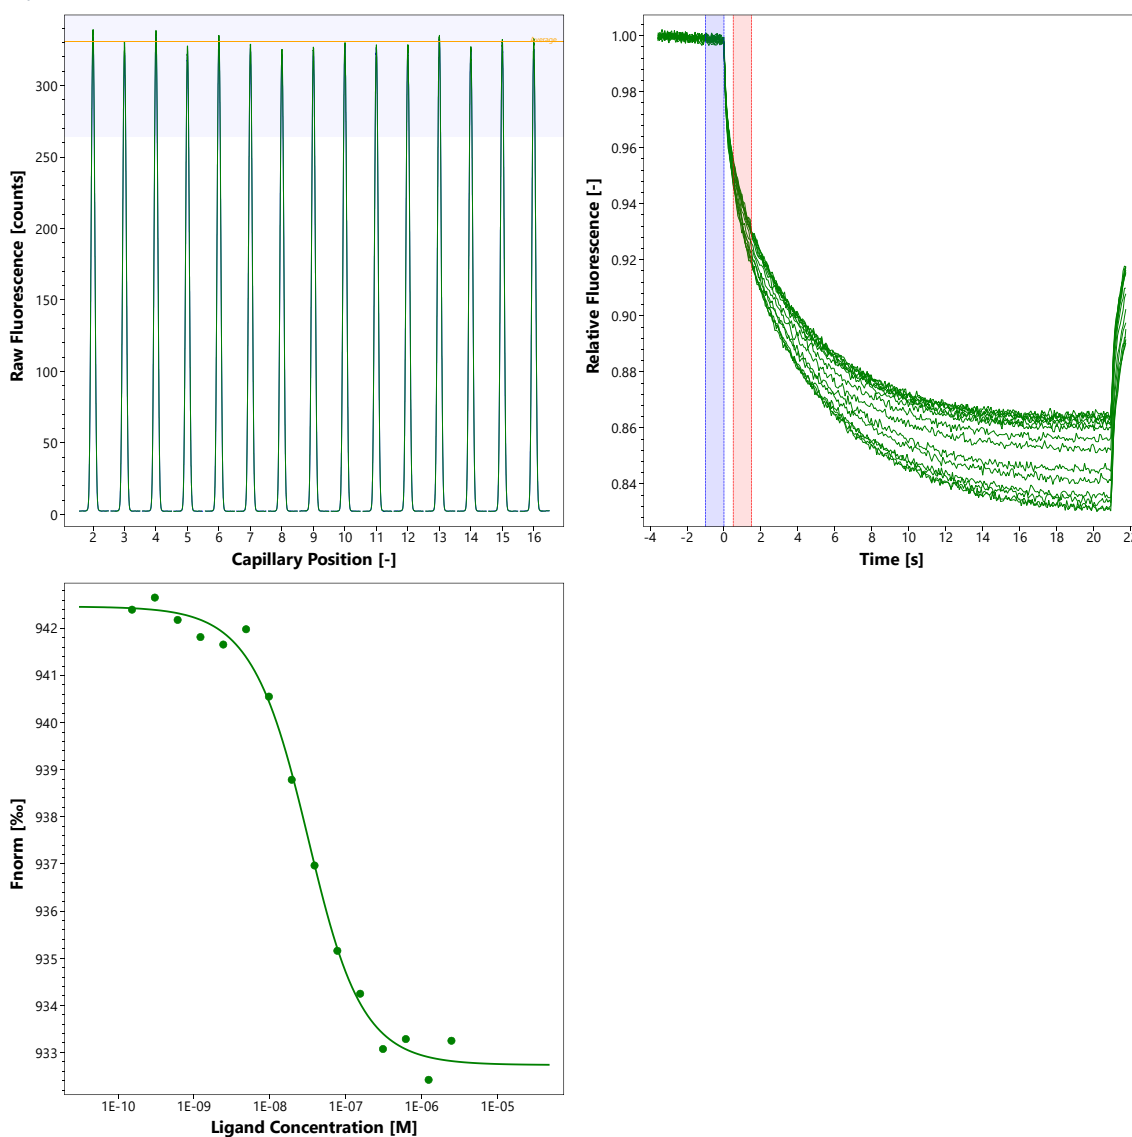 Raw Fluorescence [counts]
300
250
200
150
100
50
0
Average
2 3 4 5 6 7 8 9 10 11 12 13 14 15 16
Capillary Position [-]
Relative Fluorescence [-]
1.00
0.98
0.96
0.94
0.92
0.90
0.88
0.86
0.84
-4 -2 0 2 4 6 8 10 12 14 16 18 20 22
Time [s]
Fnorm [‰]
942
941
940
939
938
937
936
935
934
933
1E-10 1E-09 1E-08 1E-07 1E-06 1E-05
Ligand Concentration [M]